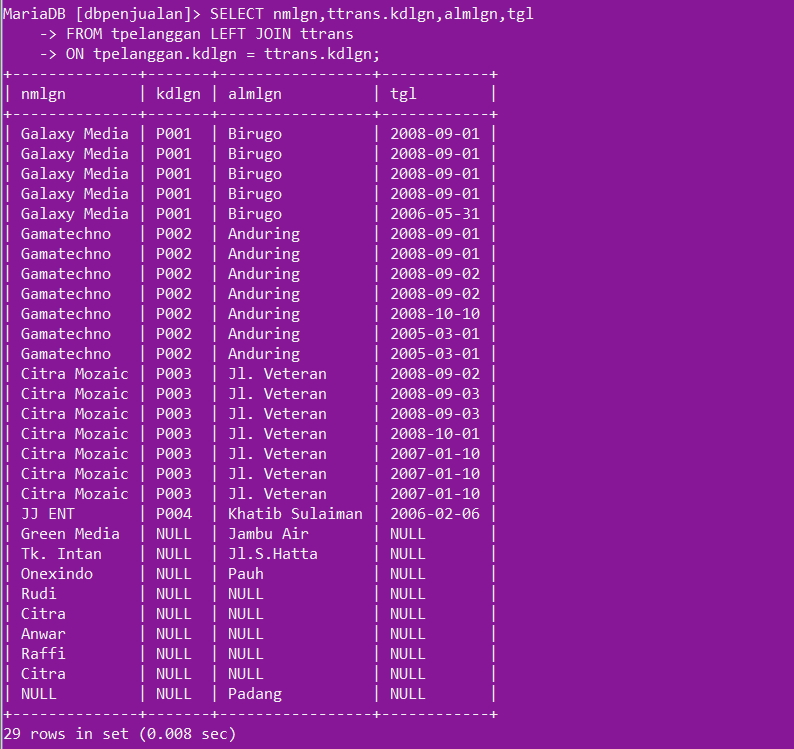 MariaDB [dbpenjualan]> SELECT nmlgn,ttrans.kdlgn,almlgn,tgl
    -> FROM tpelanggan LEFT JOIN ttrans
    -> ON tpelanggan.kdlgn = ttrans.kdlgn;
+--------------+-------+-----------------+------------+
| nmlgn        | kdlgn | almlgn          | tgl        |
+--------------+-------+-----------------+------------+
| Galaxy Media | P001  | Birugo          | 2008-09-01 |
| Galaxy Media | P001  | Birugo          | 2008-09-01 |
| Galaxy Media | P001  | Birugo          | 2008-09-01 |
| Galaxy Media | P001  | Birugo          | 2008-09-01 |
| Galaxy Media | P001  | Birugo          | 2006-05-31 |
| Gamatechno   | P002  | Anduring        | 2008-09-01 |
| Gamatechno   | P002  | Anduring        | 2008-09-01 |
| Gamatechno   | P002  | Anduring        | 2008-09-02 |
| Gamatechno   | P002  | Anduring        | 2008-09-02 |
| Gamatechno   | P002  | Anduring        | 2008-10-10 |
| Gamatechno   | P002  | Anduring        | 2005-03-01 |
| Gamatechno   | P002  | Anduring        | 2005-03-01 |
| Citra Mozaic | P003  | Jl. Veteran     | 2008-09-02 |
| Citra Mozaic | P003  | Jl. Veteran     | 2008-09-03 |
| Citra Mozaic | P003  | Jl. Veteran     | 2008-09-03 |
| Citra Mozaic | P003  | Jl. Veteran     | 2008-10-01 |
| Citra Mozaic | P003  | Jl. Veteran     | 2007-01-10 |
| Citra Mozaic | P003  | Jl. Veteran     | 2007-01-10 |
| Citra Mozaic | P003  | Jl. Veteran     | 2007-01-10 |
| JJ ENT       | P004  | Khatib Sulaiman | 2006-02-06 |
| Green Media  | NULL  | Jambu Air       | NULL       |
| Tk. Intan    | NULL  | Jl.S.Hatta      | NULL       |
| Onexindo     | NULL  | Pauh            | NULL       |
| Rudi         | NULL  | NULL            | NULL       |
| Citra        | NULL  | NULL            | NULL       |
| Anwar        | NULL  | NULL            | NULL       |
| Raffi        | NULL  | NULL            | NULL       |
| Citra        | NULL  | NULL            | NULL       |
| NULL         | NULL  | Padang          | NULL       |
+--------------+-------+-----------------+------------+
29 rows in set (0.008 sec)